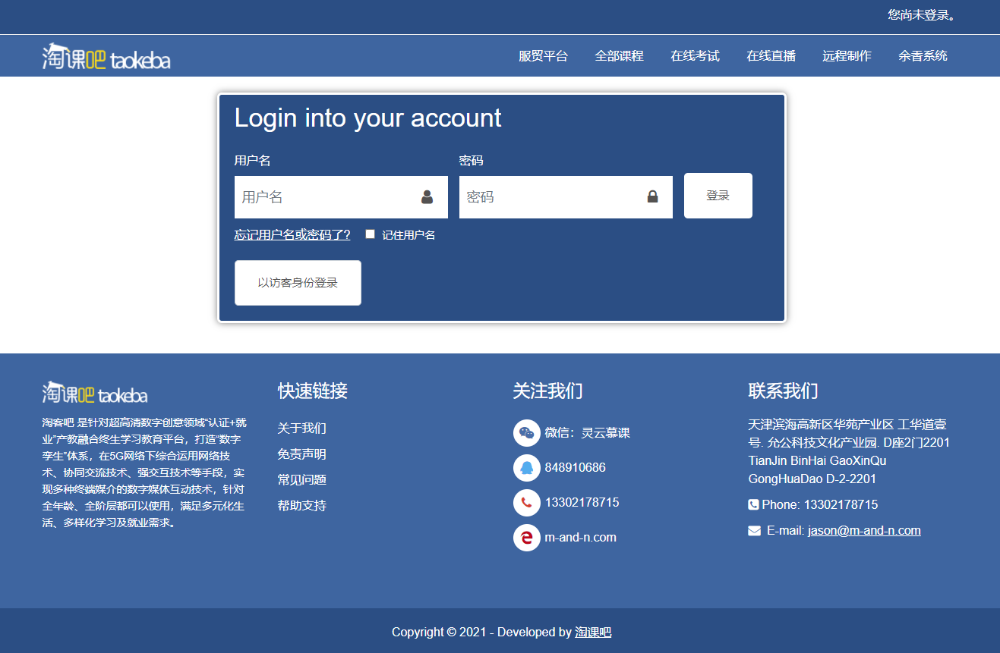 您尚未登录。
淘课吧 taokeba
服贸平台 全部课程 在线考试 在线直播 远程制作 余香系统
Login into your account
用户名 密码
用户名 密码 登录
忘记用户名或密码了? 记住用户名
以访客身份登录
淘课吧 taokeba
淘客吧 是针对超高清数字创意领域“认证+就
业”产教融合终生学习教育平台，打造“数字
孪生”体系，在5G网络下综合运用网络技
术、协同交流技术、强交互技术等手段，实
现多种终端媒介的数字媒体互动技术，针对
全年龄、全阶层都可以使用，满足多元化生
活、多样化学习及就业需求。
快速链接
关于我们
免责声明
常见问题
帮助支持
关注我们
微信：灵云慕课
848910686
13302178715
m-and-n.com
联系我们
天津滨海高新区华苑产业区 工华道壹
号. 允公科技文化产业园. D座2门2201
TianJin BinHai GaoXinQu
GongHuaDao D-2-2201
Phone: 13302178715
E-mail: jason@m-and-n.com
Copyright © 2021 - Developed by 淘课吧